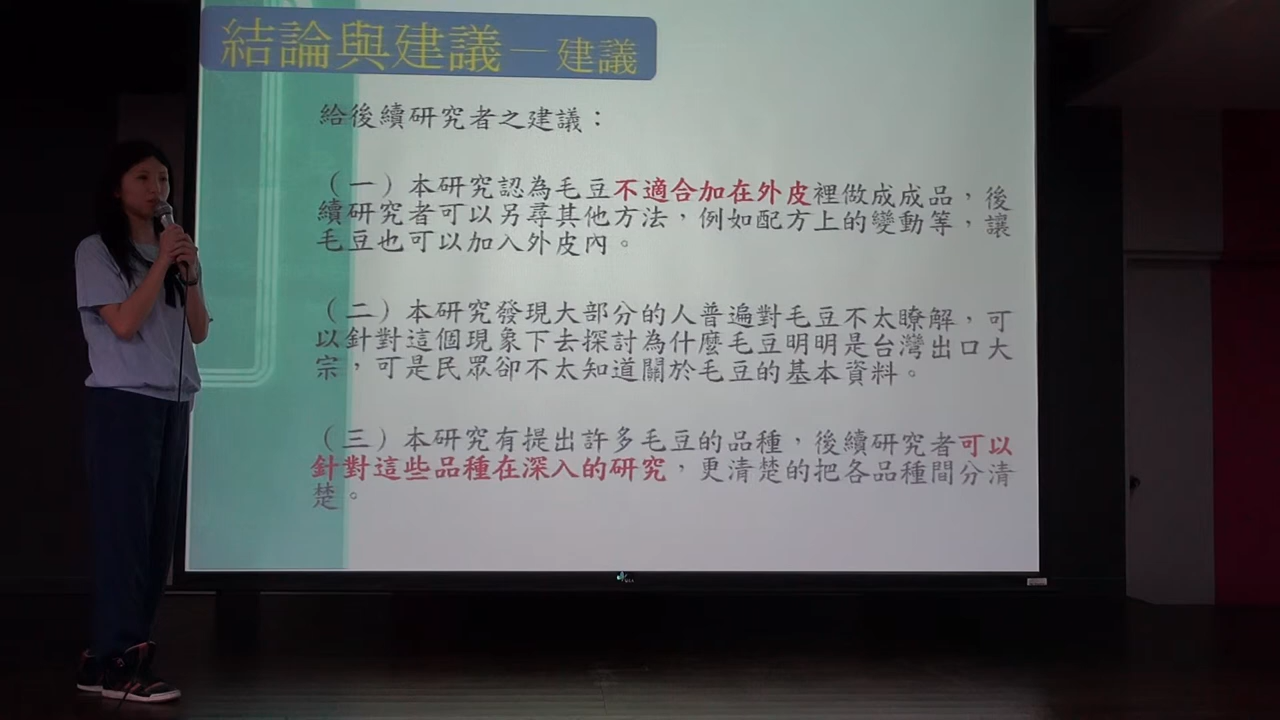 結論與建議－建議
給後續研究者之建議：
（一）本研究認為毛豆不適合加在外皮裡做成成品，後
續研究者可以另尋其他方法，例如配方上的變動等，讓
毛豆也可以加入外皮內。
（二）本研究發現大部分的人普遍對毛豆不太瞭解，可
以針對這個現象下去探討為什麼毛豆明明是台灣出口大
宗，可是民眾卻不太知道關於毛豆的基本資料。
（三）本研究有提出許多毛豆的品種，後續研究者可以
針對這些品種在深入的研究，更清楚的把各品種間分清
楚。